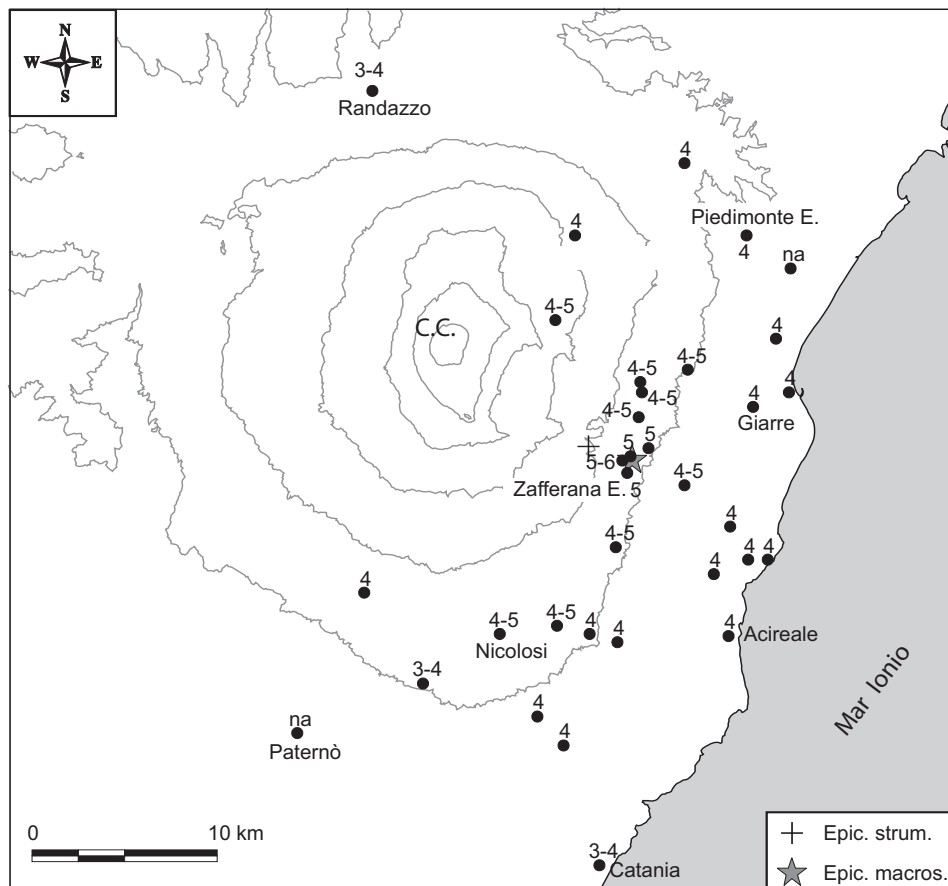 N
W E
S
3-4
Randazzo
4
Piedimonte E.
4
4
na
4-5
C.C.
4
4-5
4-5
4-5
4
4
4-5
Giarre
5
5
5-6
Zafferana E.
5
4-5
4
4-5
4
4
4
4
4-5
4-5
4
4
4
Acireale
Nicolosi
3-4
Mar Ionio
na
Paternò
4
4
0 10 km
3-4
Catania
Epic. strum.
Epic. macros.